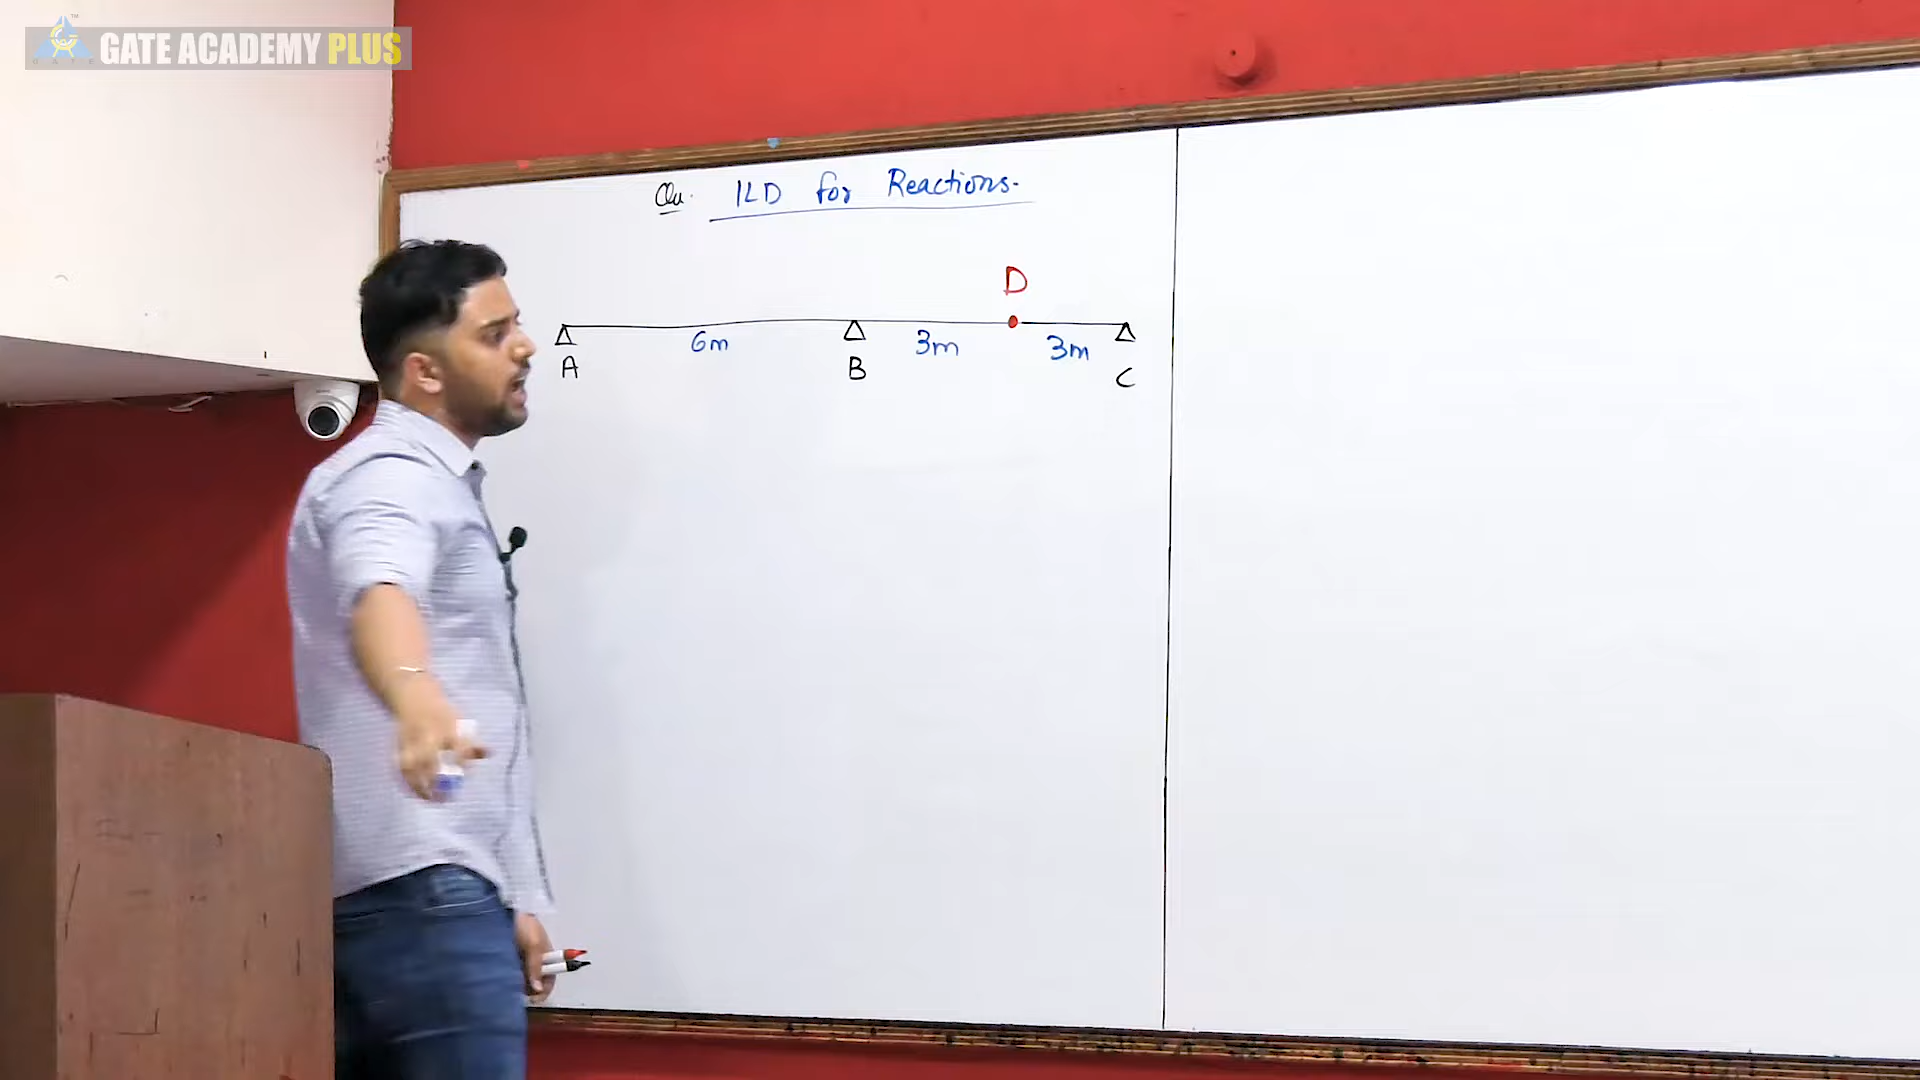 GATE ACADEMY PLUS
Qu. ILD for Reactions.
D
6m 3m 3m
A B C